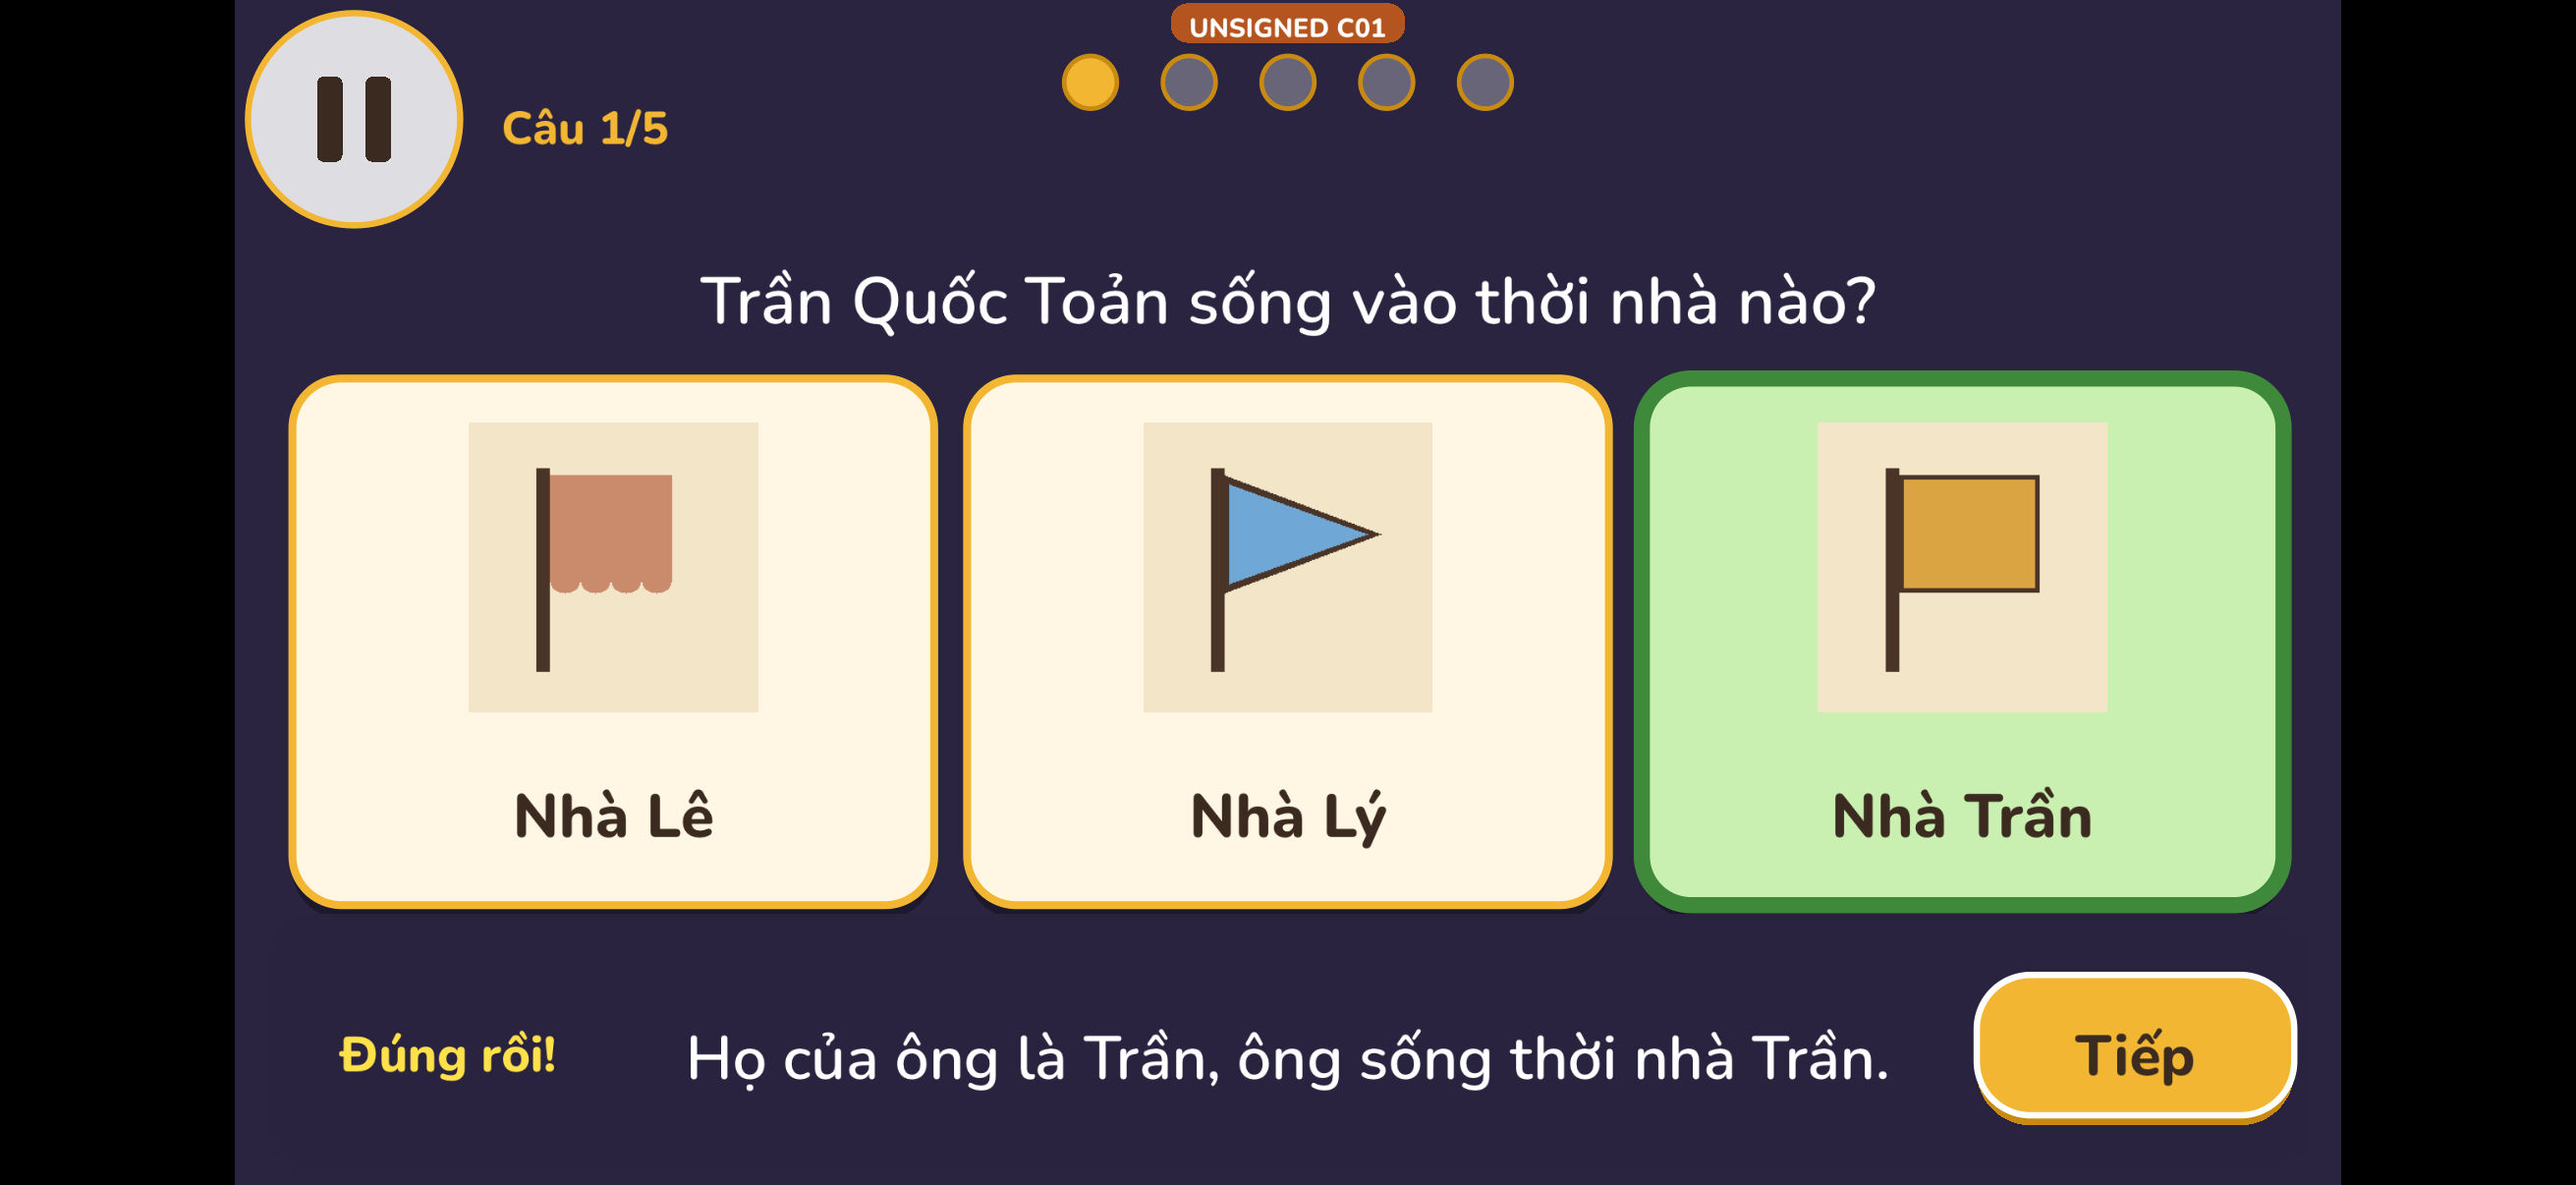 UNSIGNED C01
Câu 1/5
Trần Quốc Toản sống vào thời nhà nào?
Nhà Lê
Nhà Lý
Nhà Trần
Đúng rồi!
Họ của ông là Trần, ông sống thời nhà Trần.
Tiếp